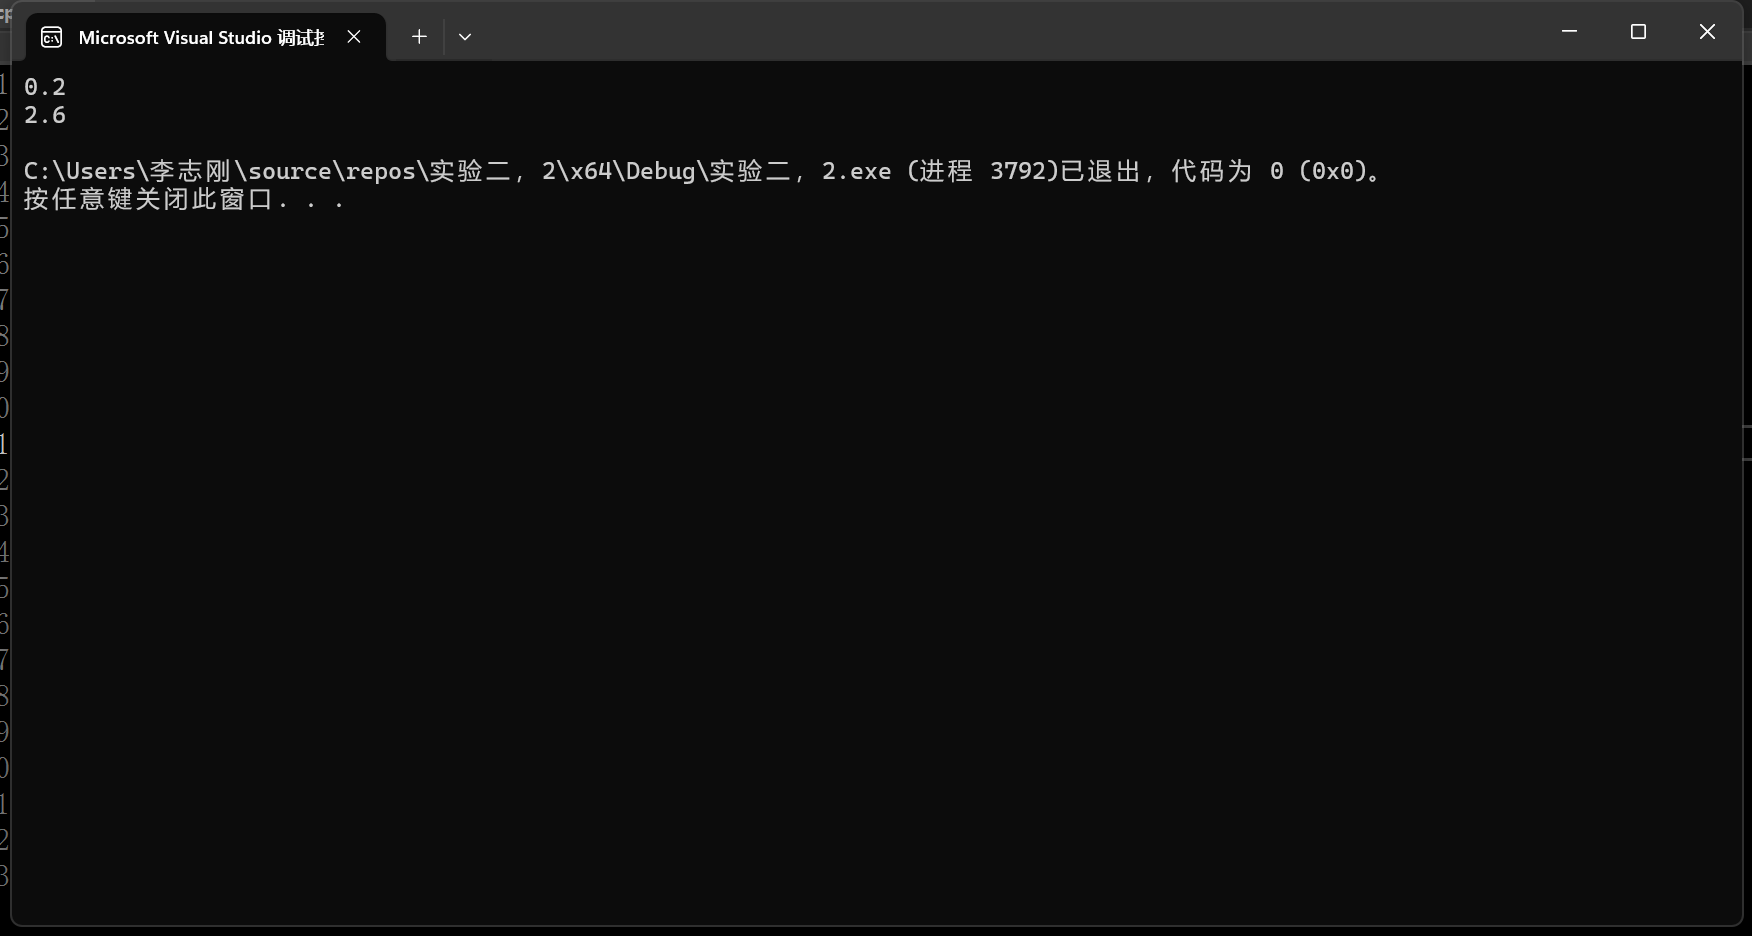 Microsoft Visual Studio 调试
0.2
2.6
C:\Users\李志刚\source\repos\实验二，2\x64\Debug\实验二，2.exe (进程 3792)已退出，代码为 0 (0x0)。
按任意键关闭此窗口. . .